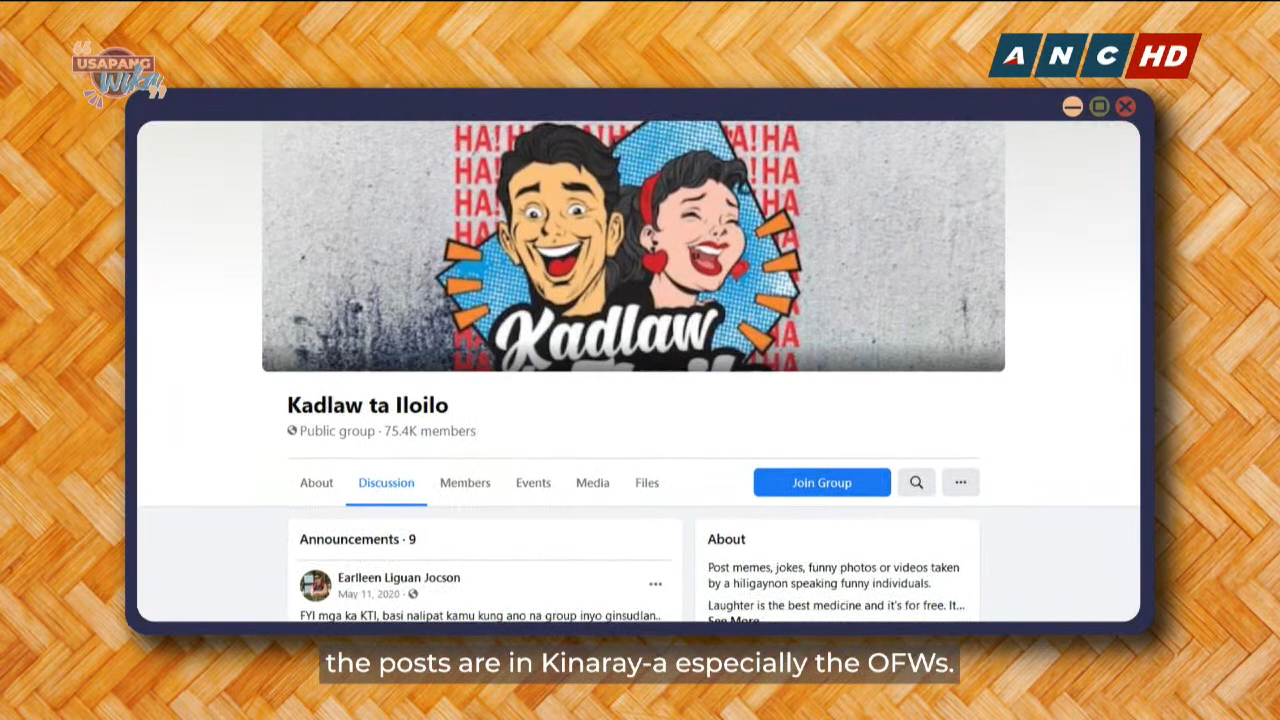 USAPANG
Wika
ANC HD
HA! HA
HA! HA
HA! HA
Kadlaw
Kadlaw ta Iloilo
Public group · 75.4K members
About Discussion Members Events Media Files Join Group
Announcements · 9
Earlleen Liguan Jocson
May 11, 2020
FYI mga ka KTI, basi nalipat kamu kung ano na group inyo ginsudlan..
About
Post memes, jokes, funny photos or videos taken
by a hiligaynon speaking funny individuals.
Laughter is the best medicine and it's for free. It...
See More
the posts are in Kinaray-a especially the OFWs.